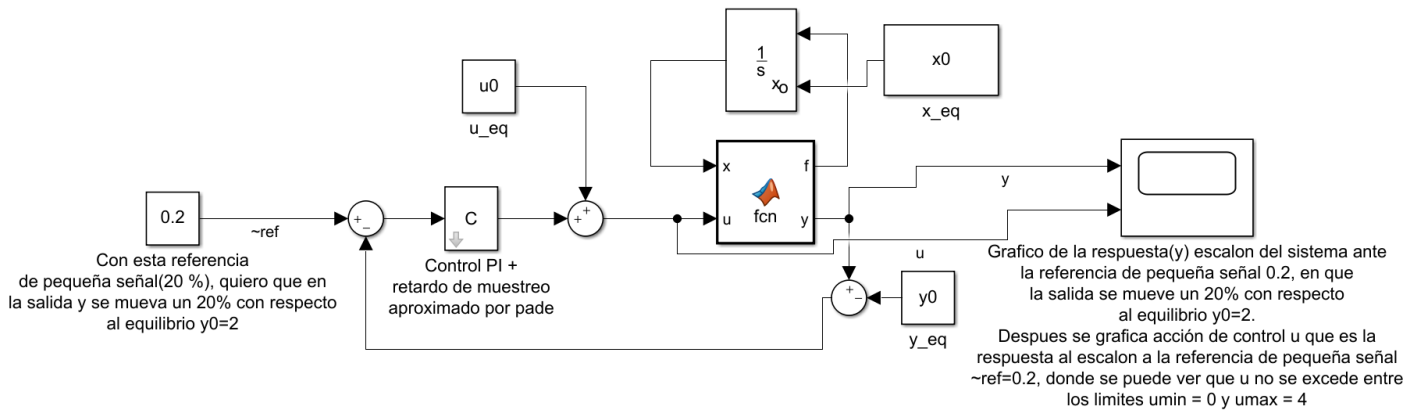 1
s
xo
x0
x_eq
u0
u_eq
x
f
fcn
u
y
0.2
~ref
+
−
C
+
+
y
u
Con esta referencia
de pequeña señal(20 %), quiero que en
la salida y se mueva un 20% con respecto
al equilibrio y0=2
Control PI +
retardo de muestreo
aproximado por pade
+
−
y0
y_eq
Grafico de la respuesta(y) escalon del sistema ante
la referencia de pequeña señal 0.2, en que
la salida se mueve un 20% con respecto
al equilibrio y0=2.
Despues se grafica acción de control u que es la
respuesta al escalon a la referencia de pequeña señal
~ref=0.2, donde se puede ver que u no se excede entre
los limites umin = 0 y umax = 4